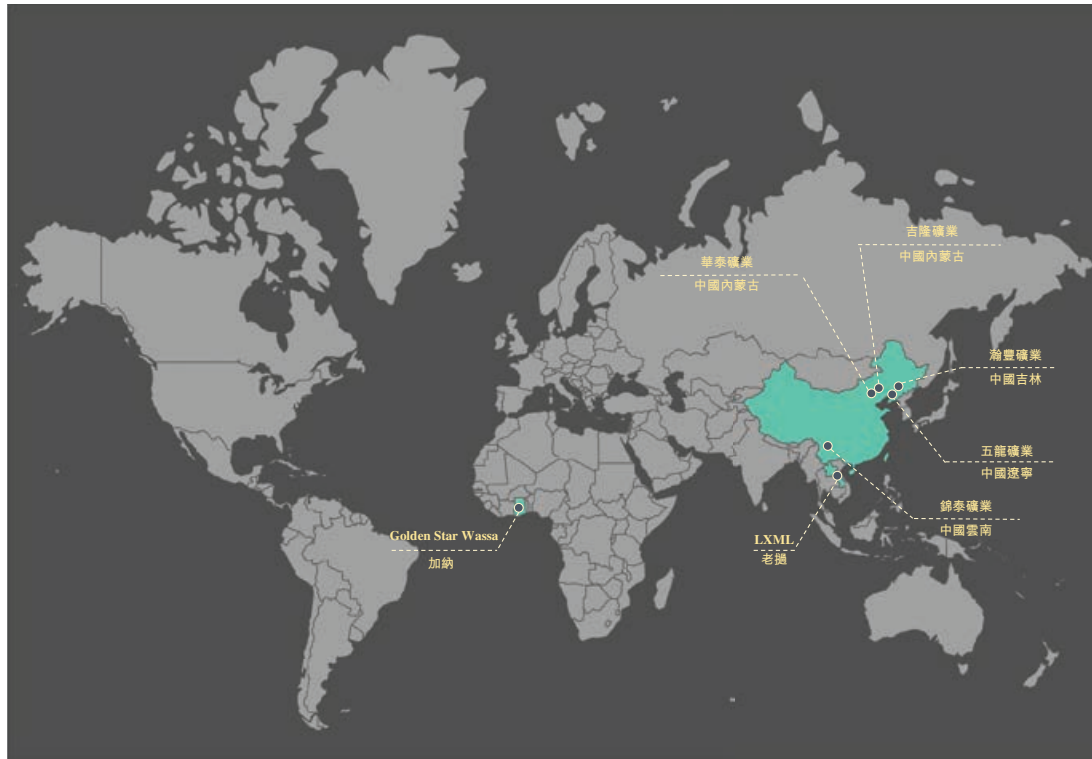 吉隆礦業
中國內蒙古
華泰礦業
中國內蒙古
瀚豐礦業
中國吉林
五龍礦業
中國遼寧
錦泰礦業
中國雲南
Golden Star Wassa
加納
LXML
老撾